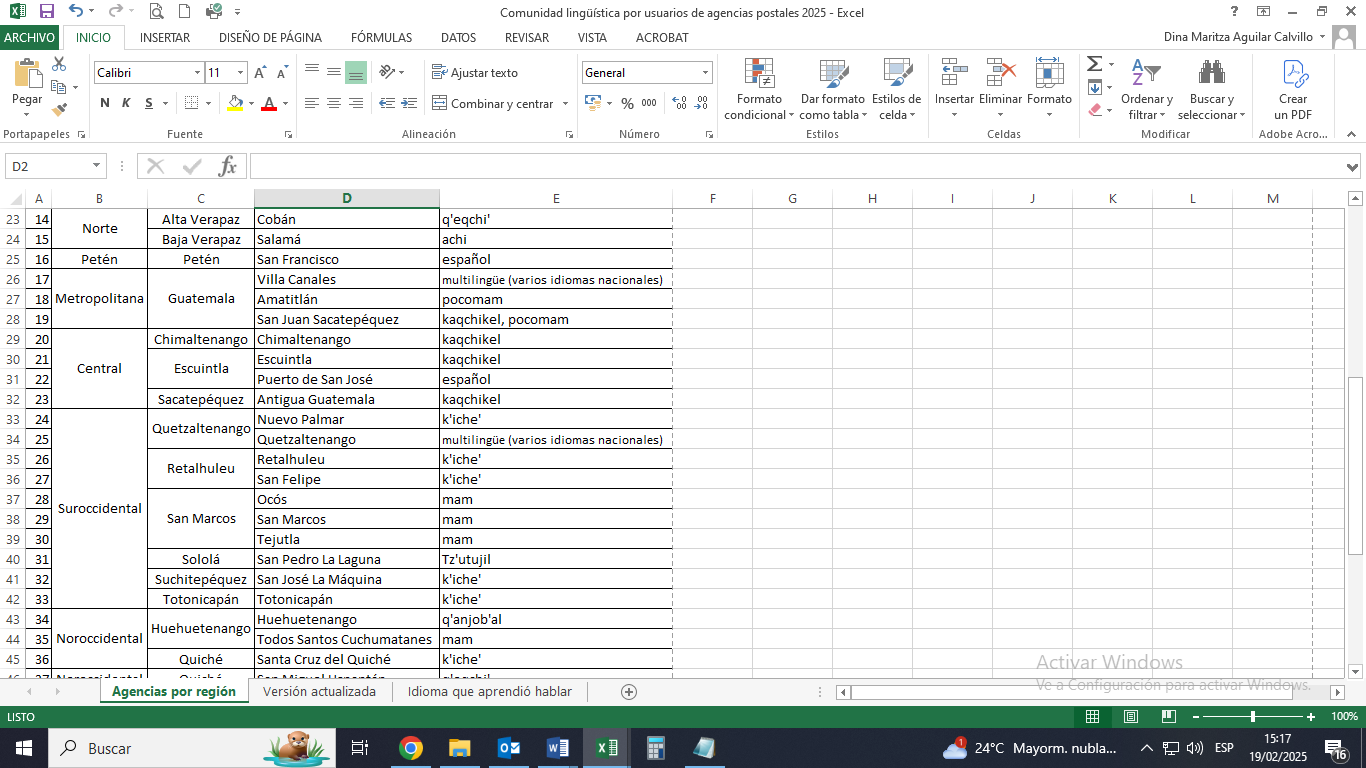 Comunidad lingüística por usuarios de agencias postales 2025 - Excel
ARCHIVO INICIO INSERTAR DISEÑO DE PÁGINA FÓRMULAS DATOS REVISAR VISTA ACROBAT Dina Maritza Aguilar Calvillo
Pegar
Calibri 11
N K S
Ajustar texto
Combinar y centrar
General
% 000
Formato condicional
Dar formato como tabla
Estilos de celda
Insertar Eliminar Formato
Ordenar y filtrar
Buscar y seleccionar
Crear un PDF
Portapapeles Fuente Alineación Número Estilos Celdas Modificar Adobe Acro...
D2 fx
A B C D E F G H I J K L M
23 14 Norte Alta Verapaz Cobán q'eqchi'
24 15 Baja Verapaz Salamá achi
25 16 Petén Petén San Francisco español
26 17 Villa Canales multilingüe (varios idiomas nacionales)
27 18 Metropolitana Guatemala Amatitlán pocomam
28 19 San Juan Sacatepéquez kaqchikel, pocomam
29 20 Chimaltenango Chimaltenango kaqchikel
30 21 Central Escuintla Escuintla kaqchikel
31 22 Puerto de San José español
32 23 Sacatepéquez Antigua Guatemala kaqchikel
33 24 Quetzaltenango Nuevo Palmar k'iche'
34 25 Quetzaltenango multilingüe (varios idiomas nacionales)
35 26 Retalhuleu Retalhuleu k'iche'
36 27 San Felipe k'iche'
37 28 Suroccidental Ocós mam
38 29 San Marcos San Marcos mam
39 30 Tejutla mam
40 31 Sololá San Pedro La Laguna Tz'utujil
41 32 Suchitepéquez San José La Máquina k'iche'
42 33 Totonicapán Totonicapán k'iche'
43 34 Huehuetenango Huehuetenango q'anjob'al
44 35 Noroccidental Todos Santos Cuchumatanes mam
45 36 Quiché Santa Cruz del Quiché k'iche'
Activar Windows
Ve a Configuración para activar Windows.
Agencias por región Versión actualizada Idioma que aprendió hablar
LISTO 100%
Buscar 24°C Mayorm. nubla... ESP 15:17
19/02/2025
16